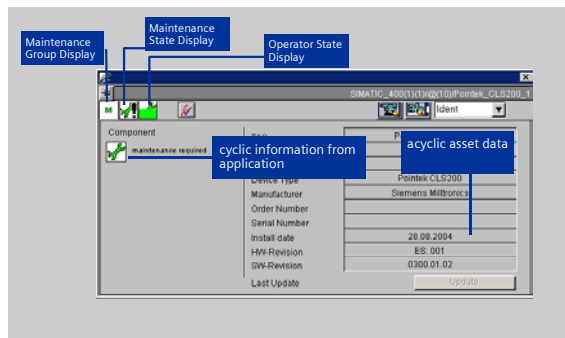 Maintenance
Group Display
Maintenance
State Display
Operator State
Display
SIMATIC_400(1)(1)/@(10)/Pointek_CLS200_1
M
Ident
Component
maintenance required
cyclic information from
application
acyclic asset data
Device Type
Pointek CLS200
Manufacturer
Siemens Milltronics
Order Number
Serial Number
Install date
28.09.2004
HW-Revision
ES: 001
SW-Revision
0300.01.02
Last Update
Update